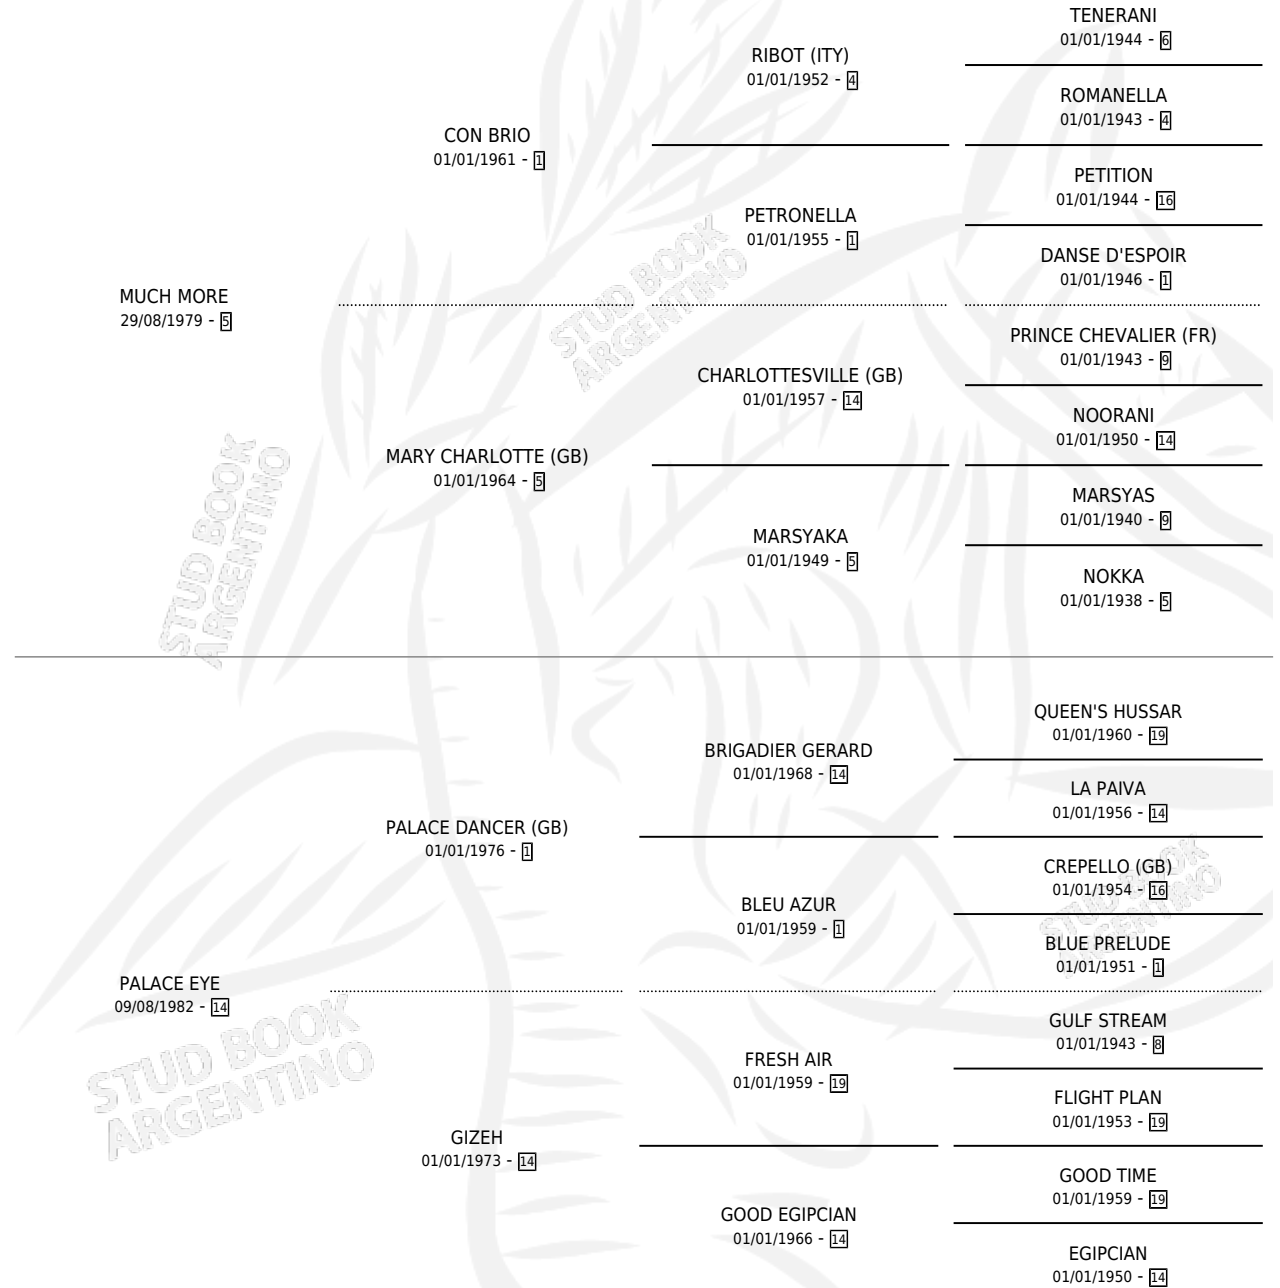 TENERANI
01/01/1944 - 6
RIBOT (ITY)
01/01/1952 - 4
ROMANELLA
01/01/1943 - 4
CON BRIO
01/01/1961 - 1
PETITION
01/01/1944 - 16
PETRONELLA
01/01/1955 - 1
DANSE D'ESPOIR
01/01/1946 - 1
MUCH MORE
29/08/1979 - 5
STUD BOOK
ARGENTINO
PRINCE CHEVALIER (FR)
01/01/1943 - 9
CHARLOTTESVILLE (GB)
01/01/1957 - 14
NOORANI
01/01/1950 - 14
MARY CHARLOTTE (GB)
01/01/1964 - 5
MARSYAS
01/01/1940 - 9
MARSYAKA
01/01/1949 - 5
NOKKA
01/01/1938 - 5
STUD BOOK
ARGENTINO
QUEEN'S HUSSAR
01/01/1960 - 19
BRIGADIER GERARD
01/01/1968 - 14
LA PAIVA
01/01/1956 - 14
PALACE DANCER (GB)
01/01/1976 - 1
CREPELLO (GB)
01/01/1954 - 16
BLEU AZUR
01/01/1959 - 1
BLUE PRELUDE
01/01/1951 - 1
STUD BOOK
ARGENTINO
PALACE EYE
09/08/1982 - 14
GULF STREAM
01/01/1943 - 8
FRESH AIR
01/01/1959 - 19
FLIGHT PLAN
01/01/1953 - 19
STUD BOOK
ARGENTINO
GIZEH
01/01/1973 - 14
GOOD TIME
01/01/1959 - 19
GOOD EGIPCIAN
01/01/1966 - 14
EGIPCIAN
01/01/1950 - 14